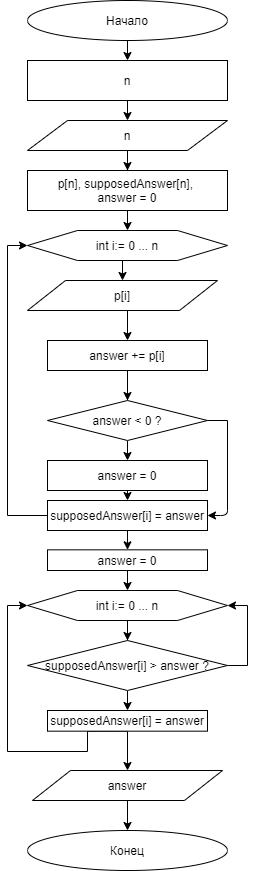 Начало
n
n
p[n], supposedAnswer[n],
answer = 0
int i:= 0 ... n
p[i]
answer += p[i]
answer < 0 ?
answer = 0
supposedAnswer[i] = answer
answer = 0
int i:= 0 ... n
supposedAnswer[i] > answer ?
supposedAnswer[i] = answer
answer
Конец